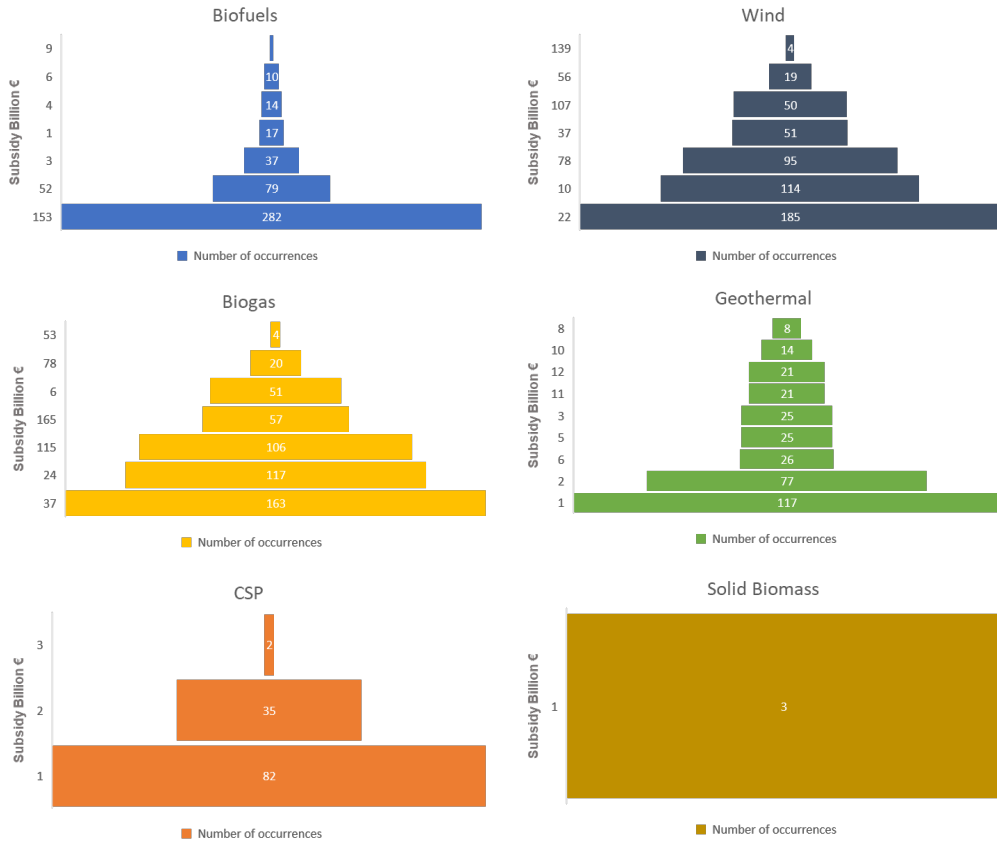 Biofuels
Subsidy Billion €
9
6 10
4 14
1 17
3 37
52 79
153 282
Number of occurrences
Wind
Subsidy Billion €
139 4
56 19
107 50
37 51
78 95
10 114
22 185
Number of occurrences
Biogas
Subsidy Billion €
53 4
78 20
6 51
165 57
115 106
24 117
37 163
Number of occurrences
Geothermal
Subsidy Billion €
8 8
10 14
12 21
11 21
3 25
5 25
6 26
2 77
1 117
Number of occurrences
CSP
Subsidy Billion €
3 2
2 35
1 82
Number of occurrences
Solid Biomass
Subsidy Billion €
1 3
Number of occurrences